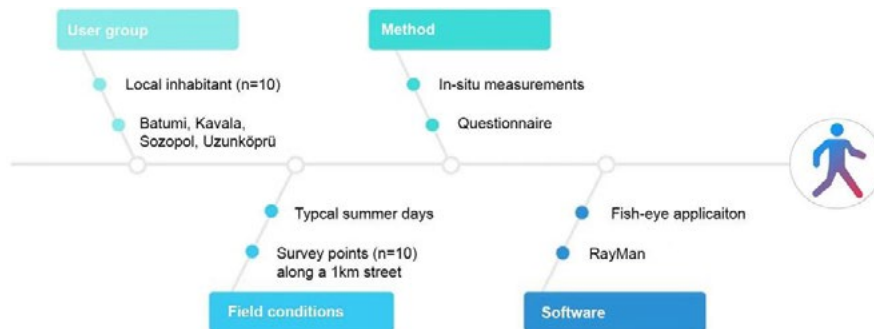 User group
Method
Local inhabitant (n=10)
Batumi, Kavala,
Sozopol, Uzunköprü
In-situ measurements
Questionnaire
Typcal summer days
Survey points (n=10)
along a 1km street
Fish-eye applicaiton
RayMan
Field conditions
Software